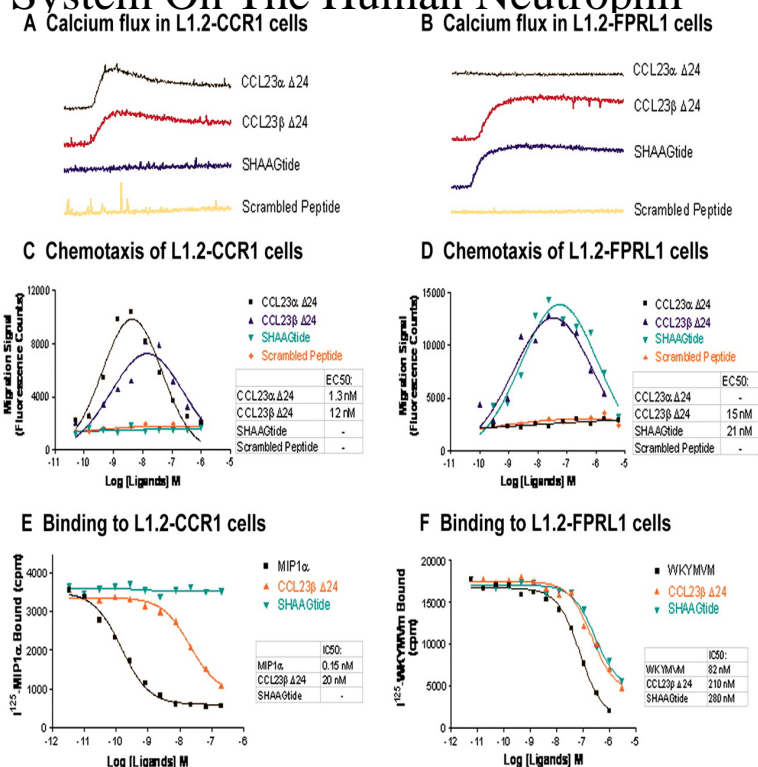 System On The Human Neutrophil
A Calcium flux in L1.2-CCR1 cells
CCL23α Δ24
CCL23β Δ24
SHAAGtide
Scrambled Peptide
B Calcium flux in L1.2-FPRL1 cells
CCL23α Δ24
CCL23β Δ24
SHAAGtide
Scrambled Peptide
C Chemotaxis of L1.2-CCR1 cells
Migration Signal
(Fluorescence Counts)
12000
8000
4000
0
-11 -10 -9 -8 -7 -6 -5
Log [Ligands] M
CCL23α Δ24
CCL23β Δ24
SHAAGtide
Scrambled Peptide
EC50:
CCL23α Δ24 1.3 nM
CCL23β Δ24 12 nM
SHAAGtide -
Scrambled Peptide -
D Chemotaxis of L1.2-FPRL1 cells
Migration Signal
(Fluorescence Counts)
15000
10000
5000
0
-11 -10 -9 -8 -7 -6 -5
Log [Ligands] M
CCL23α Δ24
CCL23β Δ24
SHAAGtide
Scrambled Peptide
EC50:
CCL23α Δ24 -
CCL23β Δ24 15 nM
SHAAGtide 21 nM
Scrambled Peptide -
E Binding to L1.2-CCR1 cells
I125-MIP1α Bound (cpm)
4000
3000
2000
1000
0
-12 -11 -10 -9 -8 -7 -6
Log [Ligands] M
MIP1α
CCL23β Δ24
SHAAGtide
IC50:
MIP1α 0.15 nM
CCL23β Δ24 20 nM
SHAAGtide -
F Binding to L1.2-FPRL1 cells
I125-WKYMVm Bound
(cpm)
20000
15000
10000
5000
0
-12 -11 -10 -9 -8 -7 -6 -5
Log [Ligands] M
WKYMVM
CCL23β Δ24
SHAAGtide
IC50:
WKYMVM 82 nM
CCL23β Δ24 210 nM
SHAAGtide 280 nM